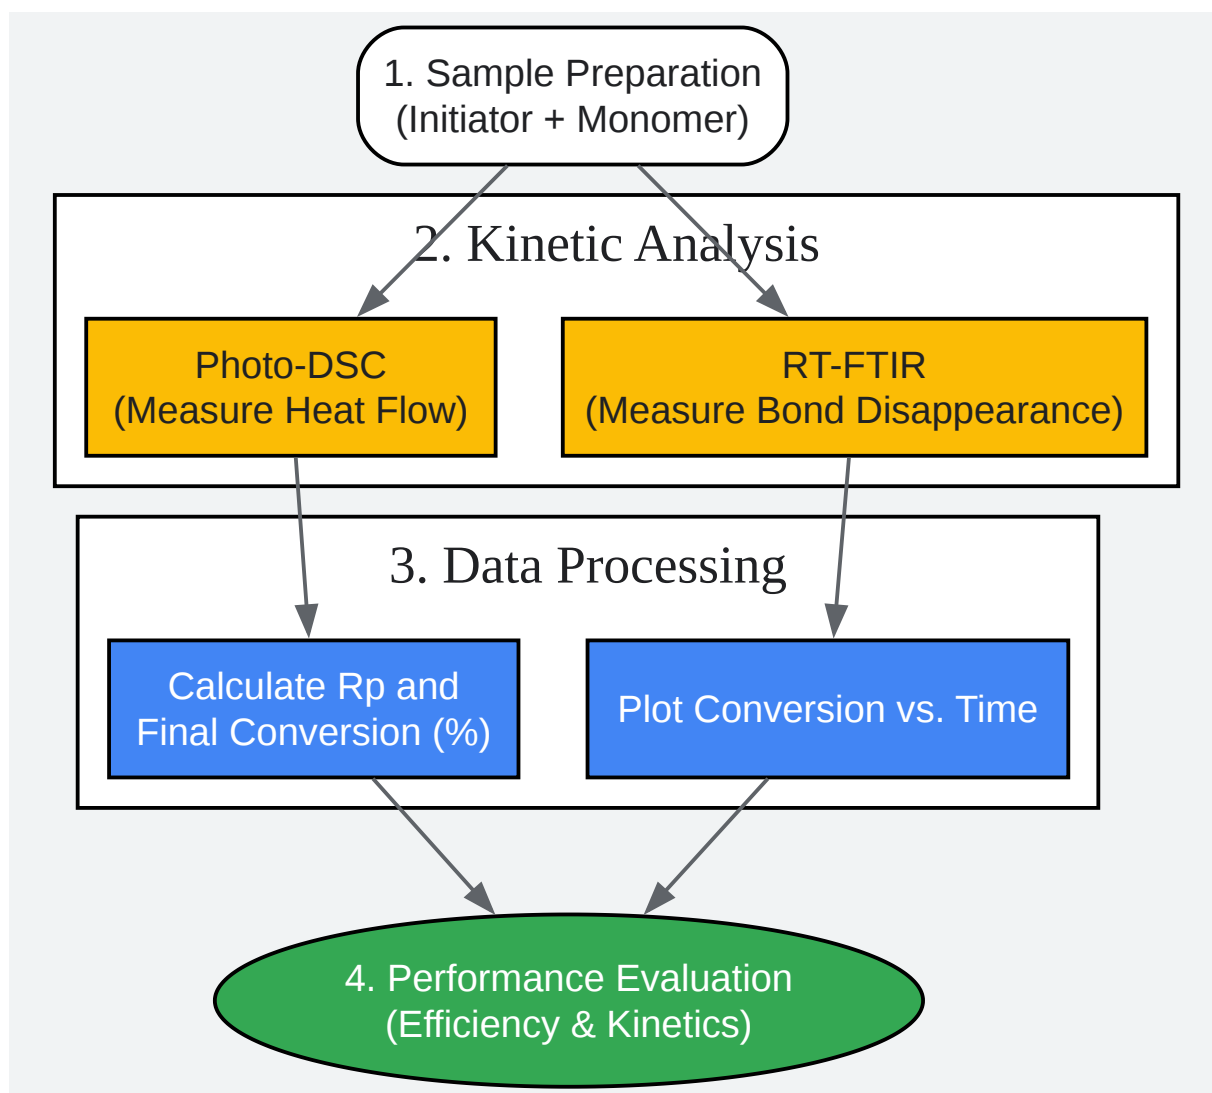 1. Sample Preparation
(Initiator + Monomer)
2. Kinetic Analysis
Photo-DSC
(Measure Heat Flow)
RT-FTIR
(Measure Bond Disappearance)
3. Data Processing
Calculate Rp and
Final Conversion (%)
Plot Conversion vs. Time
4. Performance Evaluation
(Efficiency & Kinetics)